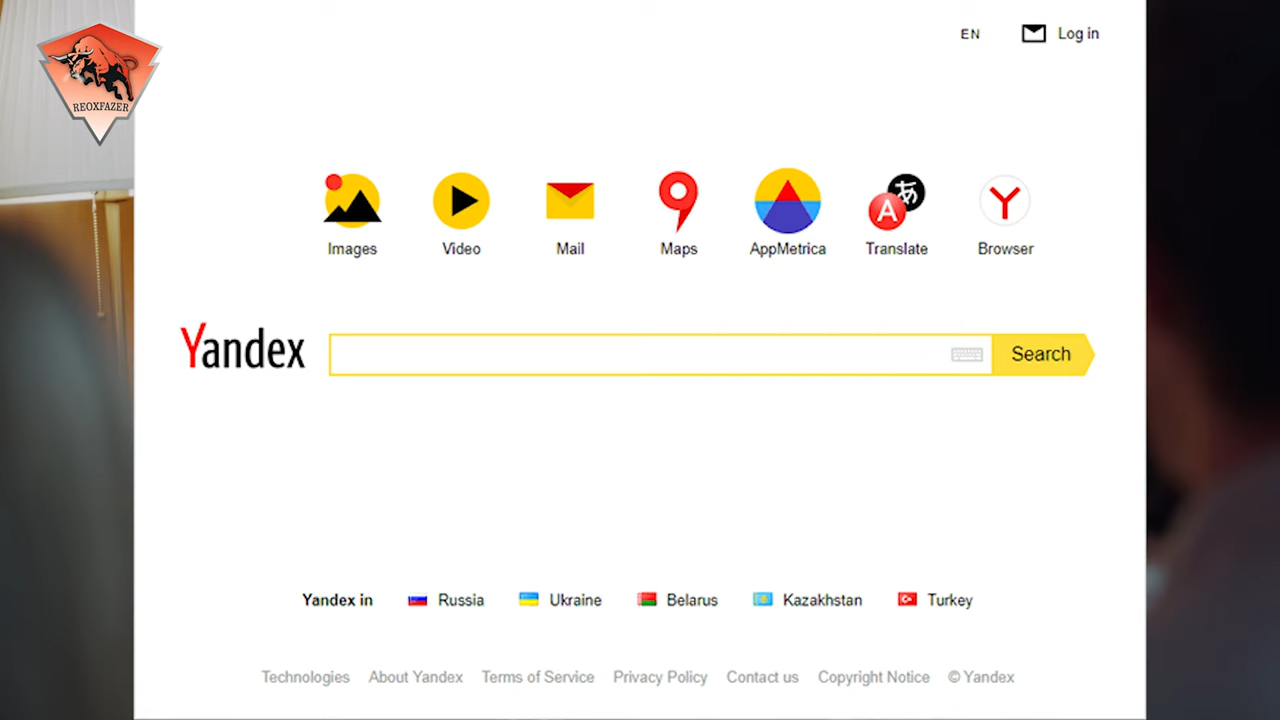 EN Log in
REOXFAZER
Images Video Mail Maps AppMetrica Translate Browser
Yandex Search
Yandex in Russia Ukraine Belarus Kazakhstan Turkey
Technologies About Yandex Terms of Service Privacy Policy Contact us Copyright Notice © Yandex